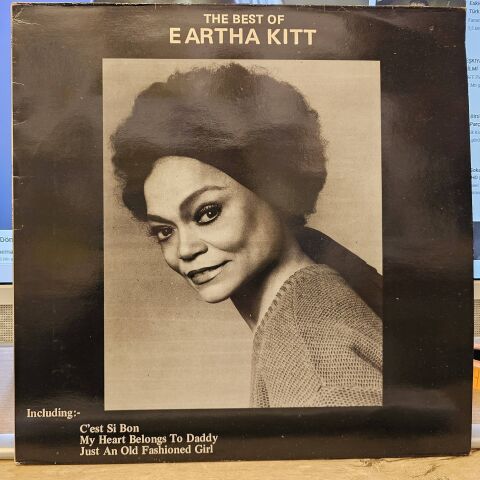 THE BEST OF
EARTHA KITT
Including:-
C'est Si Bon
My Heart Belongs To Daddy
Just An Old Fashioned Girl